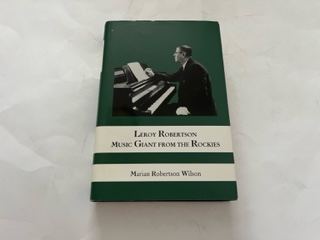 Leroy Robertson
Music Giant from the Rockies
Marian Robertson Wilson